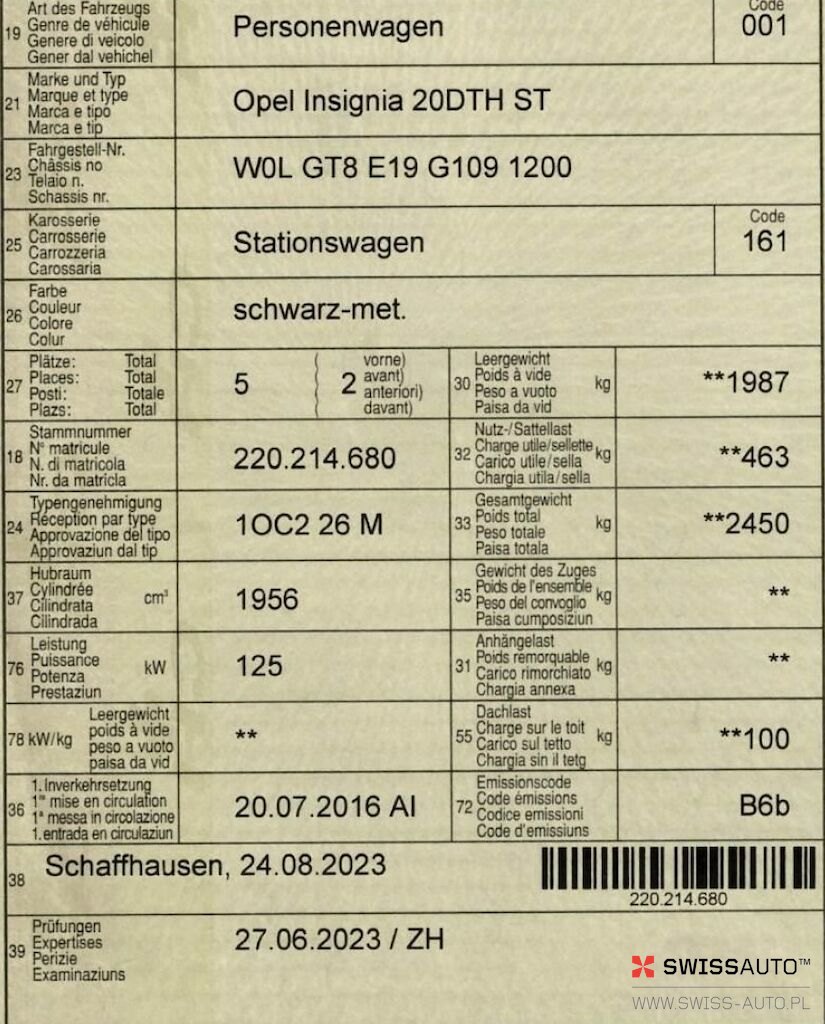 Art des Fahrzeugs
Genre de véhicule
Genere di veicolo
Gener dal vehichel
19
Personenwagen
Code
001
Marke und Typ
Marque et type
Marca e tipo
Marca e tip
21
Opel Insignia 20DTH ST
Fahrgestell-Nr.
Châssis no
Telaio n.
Schassis nr.
23
W0L GT8 E19 G109 1200
Karosserie
Carrosserie
Carrozzeria
Carossaria
25
Stationswagen
Code
161
Farbe
Couleur
Colore
Colur
26
schwarz-met.
Plätze: Total
Places: Total
Posti: Totale
Plazs: Total
27
5
( 2 vorne)
( avant)
( anteriori)
( davant)
30
Leergewicht
Poids à vide
Peso a vuoto
Paisa da vid
kg
**1987
Stammnummer
N° matricule
N. di matricola
Nr. da matricla
18
220.214.680
32
Nutz-/Sattellast
Charge utile/sellette
Carico utile/sella
Chargia utila/sella
kg
**463
Typengenehmigung
Réception par type
Approvazione del tipo
Approvaziun dal tip
24
1OC2 26 M
33
Gesamtgewicht
Poids total
Peso totale
Paisa totala
kg
**2450
Hubraum
Cylindrée
Cilindrata
Cilindrada
37
cm³
1956
35
Gewicht des Zuges
Poids de l'ensemble
Peso del convoglio
Paisa cumposiziun
kg
**
Leistung
Puissance
Potenza
Prestaziun
76
kW
125
31
Anhängelast
Poids remorquable
Carico rimorchiato
Chargia annexa
kg
**
78 kW/kg
Leergewicht
poids à vide
peso a vuoto
paisa da vid
**
55
Dachlast
Charge sur le toit
Carico sul tetto
Chargia sin il tetg
kg
**100
36
1. Inverkehrsetzung
1re mise en circulation
1a messa in circolazione
1. entrada en circulaziun
20.07.2016 AI
72
Emissionscode
Code émissions
Codice emissioni
Code d'emissiuns
B6b
38
Schaffhausen, 24.08.2023
220.214.680
39
Prüfungen
Expertises
Perizie
Examinaziuns
27.06.2023 / ZH
SWISSAUTO™
WWW.SWISS-AUTO.PL